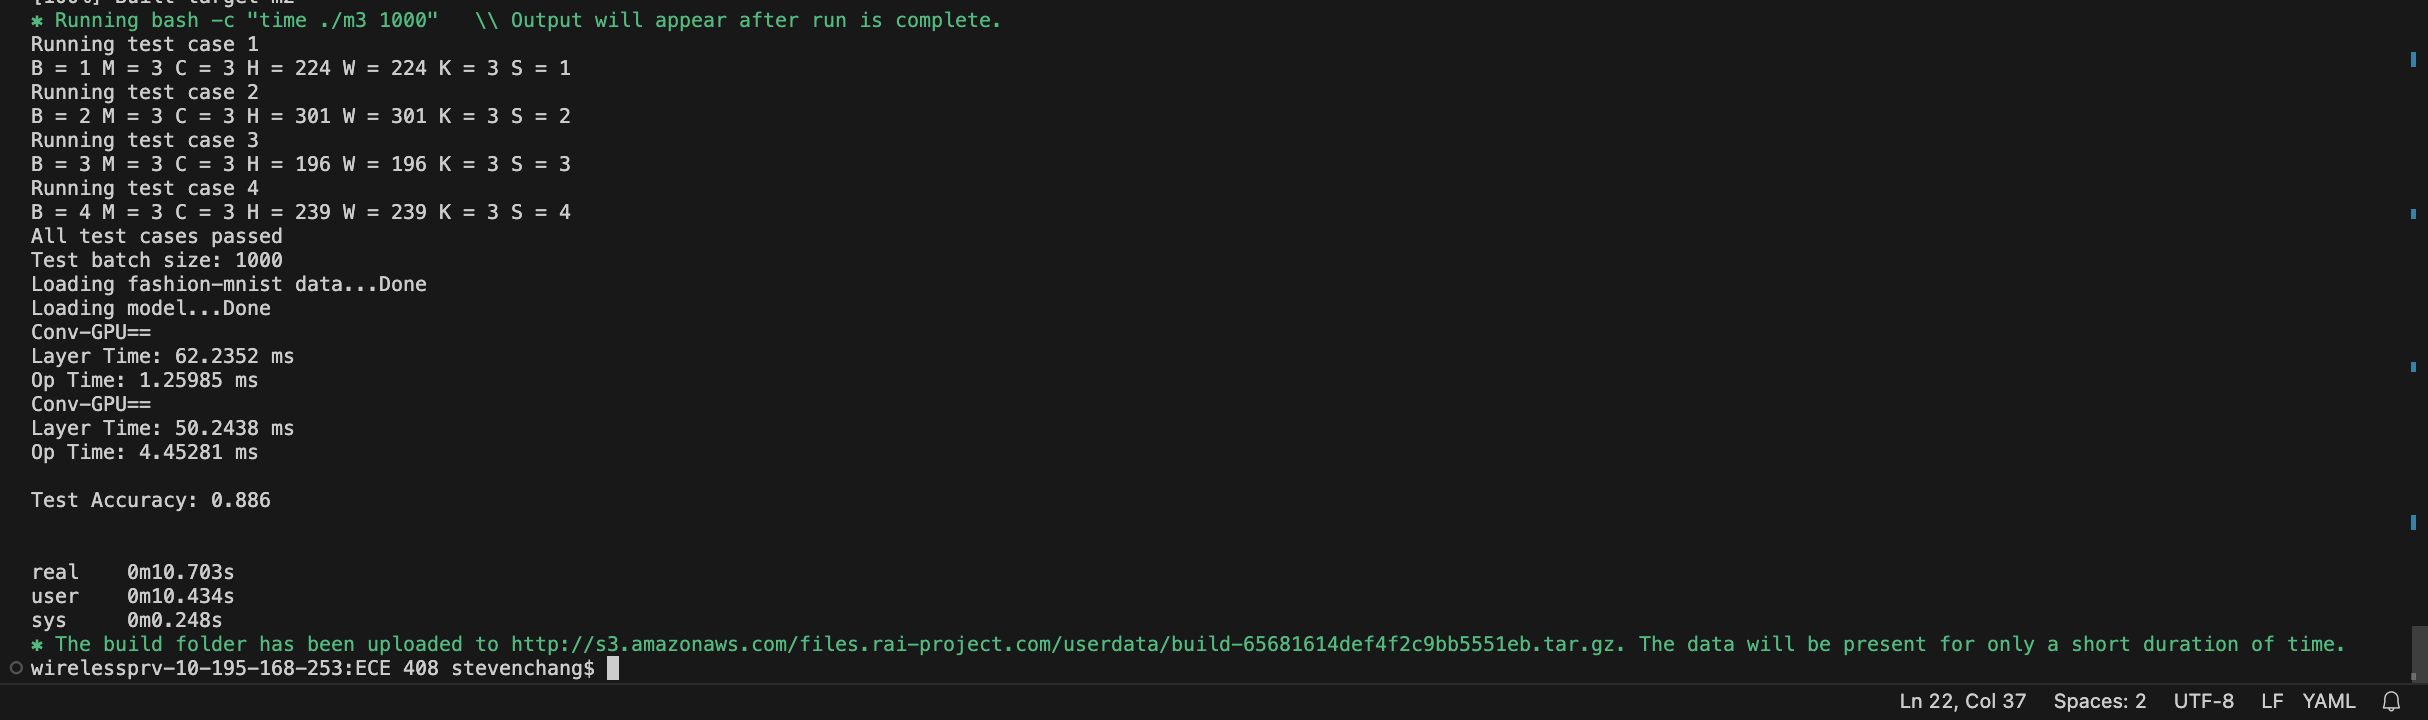 [100%] Built target m2
✱ Running bash -c "time ./m3 1000"   \\ Output will appear after run is complete.
Running test case 1
B = 1 M = 3 C = 3 H = 224 W = 224 K = 3 S = 1
Running test case 2
B = 2 M = 3 C = 3 H = 301 W = 301 K = 3 S = 2
Running test case 3
B = 3 M = 3 C = 3 H = 196 W = 196 K = 3 S = 3
Running test case 4
B = 4 M = 3 C = 3 H = 239 W = 239 K = 3 S = 4
All test cases passed
Test batch size: 1000
Loading fashion-mnist data...Done
Loading model...Done
Conv-GPU==
Layer Time: 62.2352 ms
Op Time: 1.25985 ms
Conv-GPU==
Layer Time: 50.2438 ms
Op Time: 4.45281 ms
Test Accuracy: 0.886
real    0m10.703s
user    0m10.434s
sys     0m0.248s
✱ The build folder has been uploaded to http://s3.amazonaws.com/files.rai-project.com/userdata/build-65681614def4f2c9bb5551eb.tar.gz. The data will be present for only a short duration of time.
wirelessprv-10-195-168-253:ECE 408 stevenchang$
Ln 22, Col 37 Spaces: 2 UTF-8 LF YAML